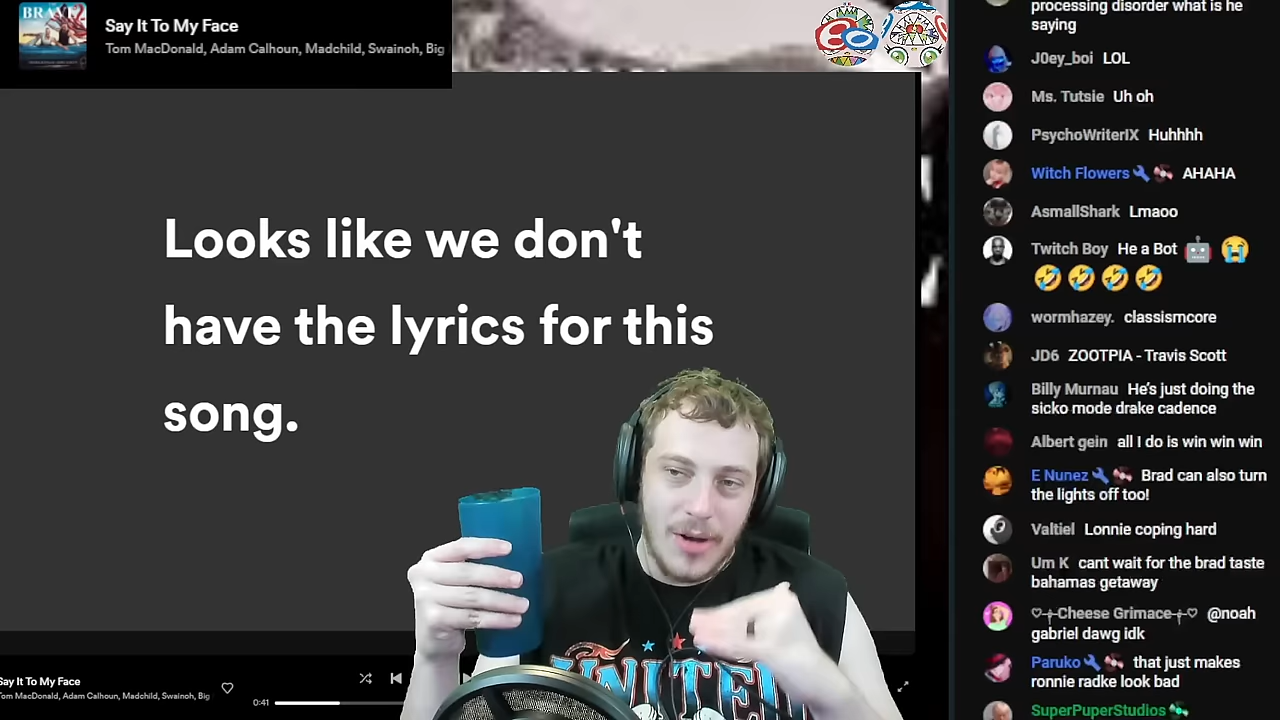 BRAVE
Say It To My Face
Tom MacDonald, Adam Calhoun, Madchild, Swainoh, Big
Looks like we don't
have the lyrics for this
song.
Say It To My Face
Tom MacDonald, Adam Calhoun, Madchild, Swainoh, Big
0:41
UNITED
processing disorder what is he
saying
J0ey_boi LOL
Ms. Tutsie Uh oh
PsychoWriterIX Huhhhh
Witch Flowers AHAHA
AsmallShark Lmaoo
Twitch Boy He a Bot 🤖 😭
🤣 🤣 🤣 🤣
wormhazey. classismcore
JD6 ZOOTPIA - Travis Scott
Billy Murnau He's just doing the
sicko mode drake cadence
Albert gein all I do is win win win
E Nunez Brad can also turn
the lights off too!
Valtiel Lonnie coping hard
Um K cant wait for the brad taste
bahamas getaway
♡-┼-Cheese Grimace-┼-♡ @noah
gabriel dawg idk
Paruko that just makes
ronnie radke look bad
SuperPuperStudios